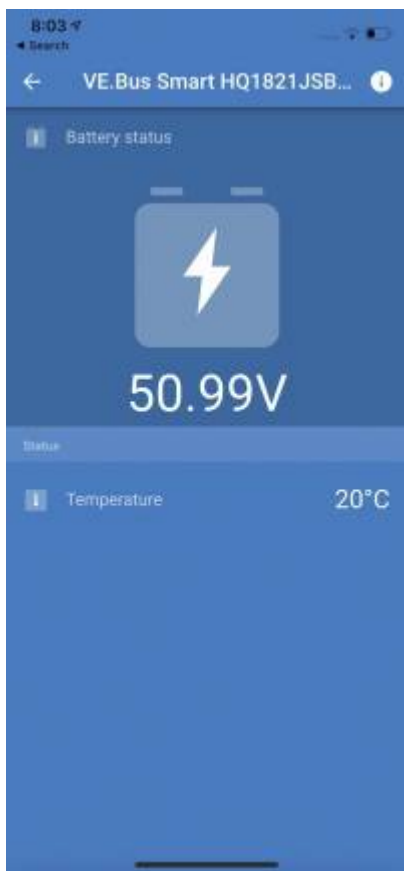 8:03
◀ Search
VE.Bus Smart HQ1821JSB...
Battery status
50.99V
Status
Temperature
20°C